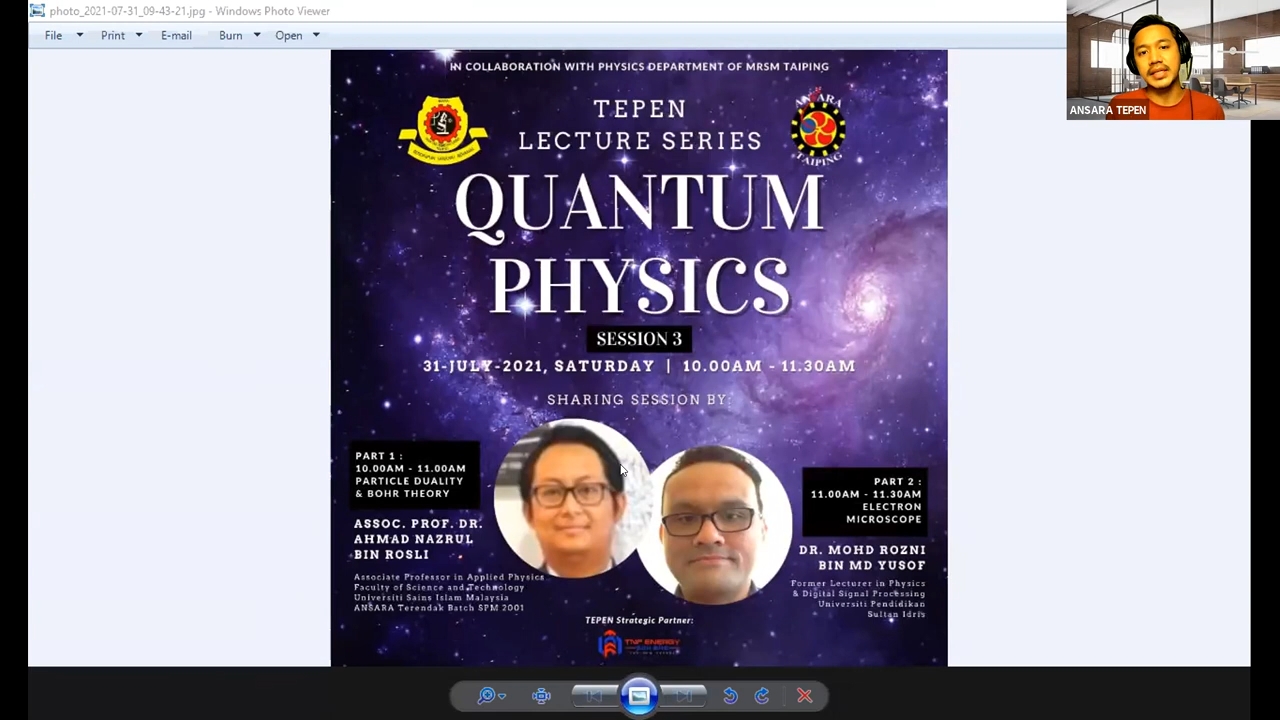 photo_2021-07-31_09-43-21.jpg - Windows Photo Viewer
File Print E-mail Burn Open
ANSARA TEPEN
IN COLLABORATION WITH PHYSICS DEPARTMENT OF MRSM TAIPING
TEPEN
LECTURE SERIES
ANSARA
TAIPING
QUANTUM
PHYSICS
SESSION 3
31-JULY-2021, SATURDAY | 10.00AM - 11.30AM
SHARING SESSION BY:
PART 1 :
10.00AM - 11.00AM
PARTICLE DUALITY
& BOHR THEORY
ASSOC. PROF. DR.
AHMAD NAZRUL
BIN ROSLI
Associate Professor in Applied Physics
Faculty of Science and Technology
Universiti Sains Islam Malaysia
ANSARA Terendak Batch SPM 2001
PART 2 :
11.00AM - 11.30AM
ELECTRON
MICROSCOPE
DR. MOHD ROZNI
BIN MD YUSOF
Former Lecturer in Physics
& Digital Signal Processing
Universiti Pendidikan
Sultan Idris
TEPEN Strategic Partner:
TNP ENERGY